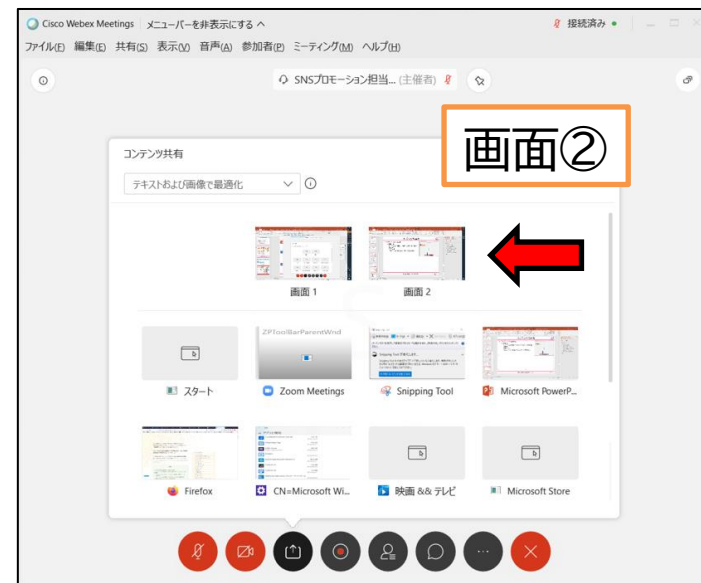 Cisco Webex Meetings メニューバーを非表示にする へ 接続済み
ファイル(F) 編集(E) 共有(S) 表示(V) 音声(A) 参加者(P) ミーティング(M) ヘルプ(H)
SNSプロモーション担当... (主催者)
画面②
コンテンツ共有
テキストおよび画像で最適化
画面 1 画面 2
ZPToolBarParentWnd
スタート Zoom Meetings Snipping Tool Microsoft PowerP...
Firefox CN=Microsoft Wi... 映画 && テレビ Microsoft Store